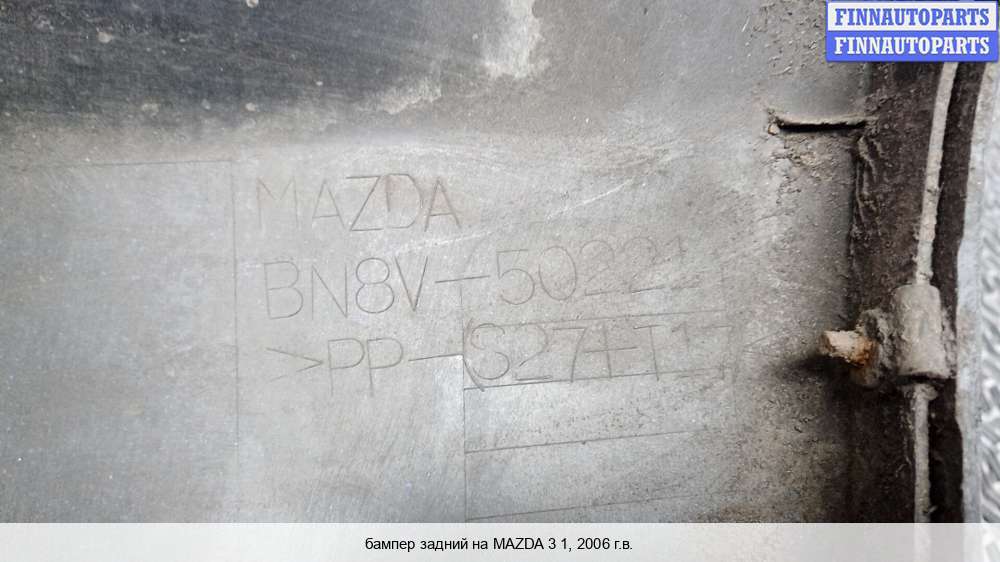 FINNAUTOPARTS
FINNAUTOPARTS
MAZDA
BN8V-50221
>PP-(S27+T17)<
бампер задний на MAZDA 3 1, 2006 г.в.